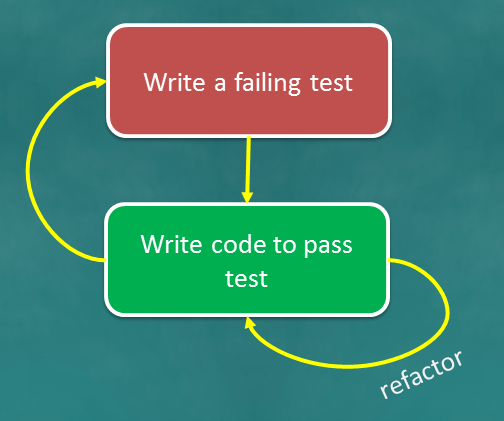 Write a failing test
Write code to pass
test
refactor